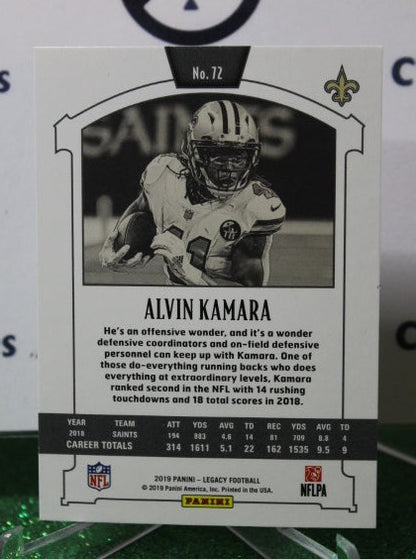 No. 72
SAINTS
41
ALVIN KAMARA
He's an offensive wonder, and it's a wonder
defensive coordinators and on-field defensive
personnel can keep up with Kamara. One of
those do-everything running backs who does
everything at extraordinary levels, Kamara
ranked second in the NFL with 14 rushing
touchdowns and 18 total scores in 2018.
YEAR TEAM ATT YDS AVG TD REC YDS AVG TD
2018 SAINTS 194 883 4.6 14 81 709 8.8 4
CAREER TOTALS 314 1611 5.1 22 162 1535 9.5 9
2019 PANINI – LEGACY FOOTBALL
© 2019 Panini America, Inc. Printed in the USA.
NFL
PANINI
NFLPA